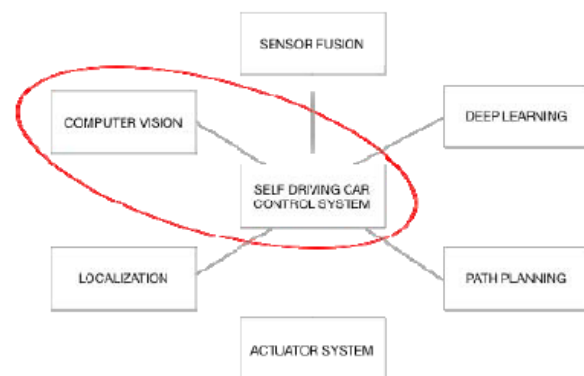 SENSOR FUSION
COMPUTER VISION
DEEP LEARNING
SELF DRIVING CAR
CONTROL SYSTEM
LOCALIZATION
PATH PLANNING
ACTUATOR SYSTEM